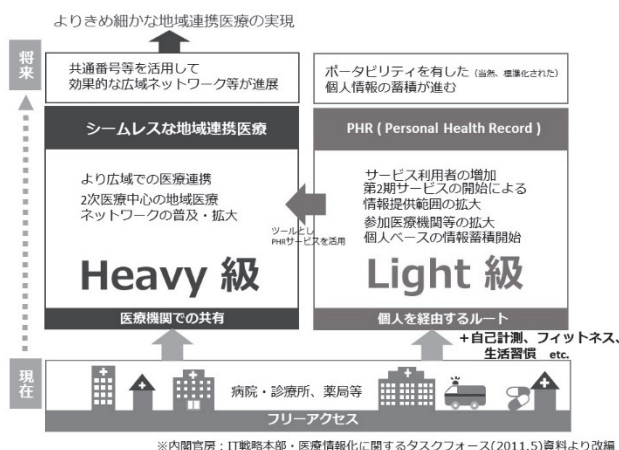 よりきめ細かな地域連携医療の実現
将来
共通番号等を活用して
効果的な広域ネットワーク等が進展
ポータビリティを有した（当然、標準化された）
個人情報の蓄積が進む
シームレスな地域連携医療
PHR ( Personal Health Record )
より広域での医療連携
2次医療中心の地域医療
ネットワークの普及・拡大
サービス利用者の増加
第2期サービスの開始による
情報提供範囲の拡大
参加医療機関等の拡大
個人ベースの情報蓄積開始
ツールとし
PHRサービスを活用
Heavy 級
Light 級
医療機関での共有
個人を経由するルート
＋自己計測、フィットネス、
生活習慣 etc.
現在
病院・診療所、薬局等
フリーアクセス
※内閣官房：IT戦略本部・医療情報化に関するタスクフォース(2011.5)資料より改編